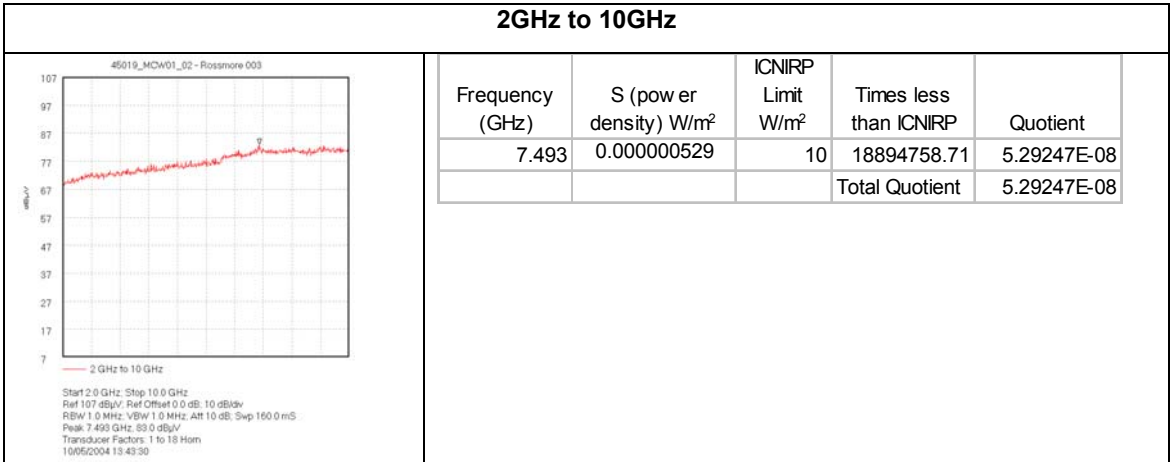 2GHz to 10GHz
45019_MCW01_02 - Rossmore 003
107
97
87
77
67
57
47
37
27
17
7
dBµV
2 GHz to 10 GHz
Start 2.0 GHz; Stop 10.0 GHz
Ref 107 dBµV; Ref Offset 0.0 dB; 10 dB/div
RBW 1.0 MHz; VBW 1.0 MHz; Att 10 dB; Swp 160.0 mS
Peak 7.493 GHz, 83.0 dBµV
Transducer Factors: 1 to 18 Horn
10/05/2004 13:43:30
Frequency (GHz) S (pow er density) W/m² ICNIRP Limit W/m² Times less than ICNIRP Quotient
7.493 0.000000529 10 18894758.71 5.29247E-08
Total Quotient 5.29247E-08